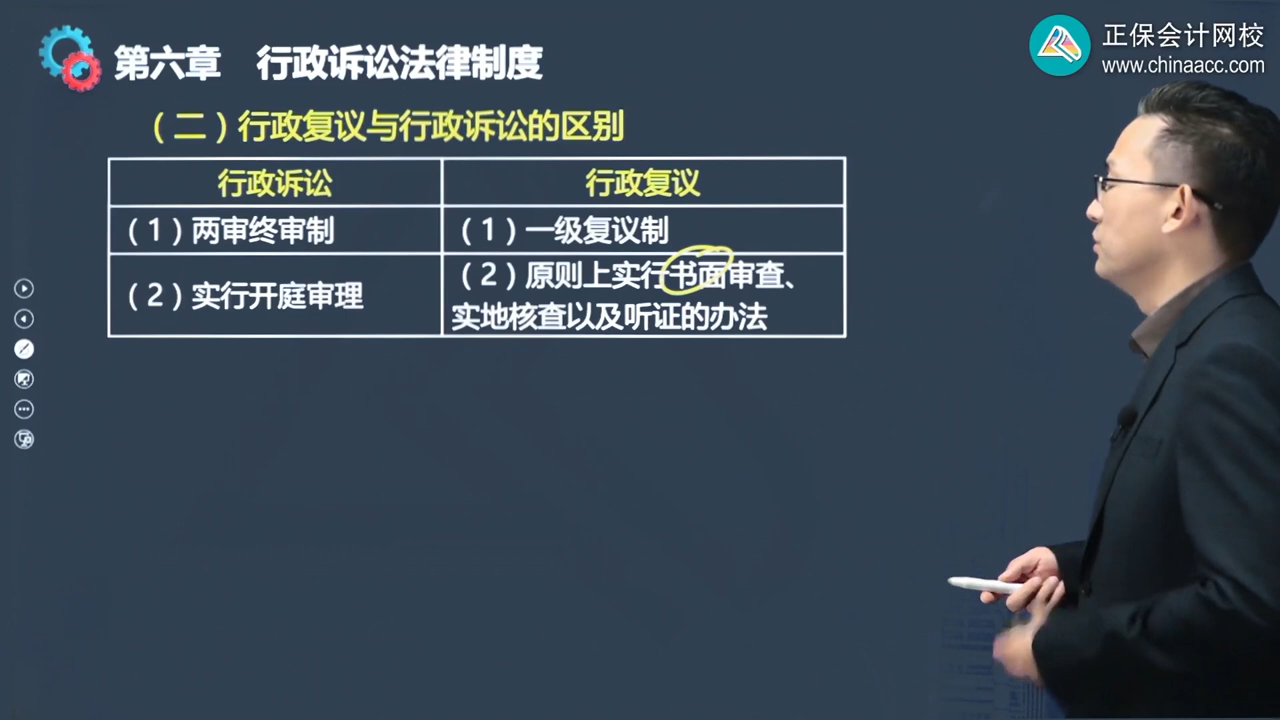 正保会计网校
www.chinaacc.com
第六章 行政诉讼法律制度
（二）行政复议与行政诉讼的区别
行政诉讼
行政复议
（1）两审终审制
（1）一级复议制
（2）实行开庭审理
（2）原则上实行书面审查、
实地核查以及听证的办法